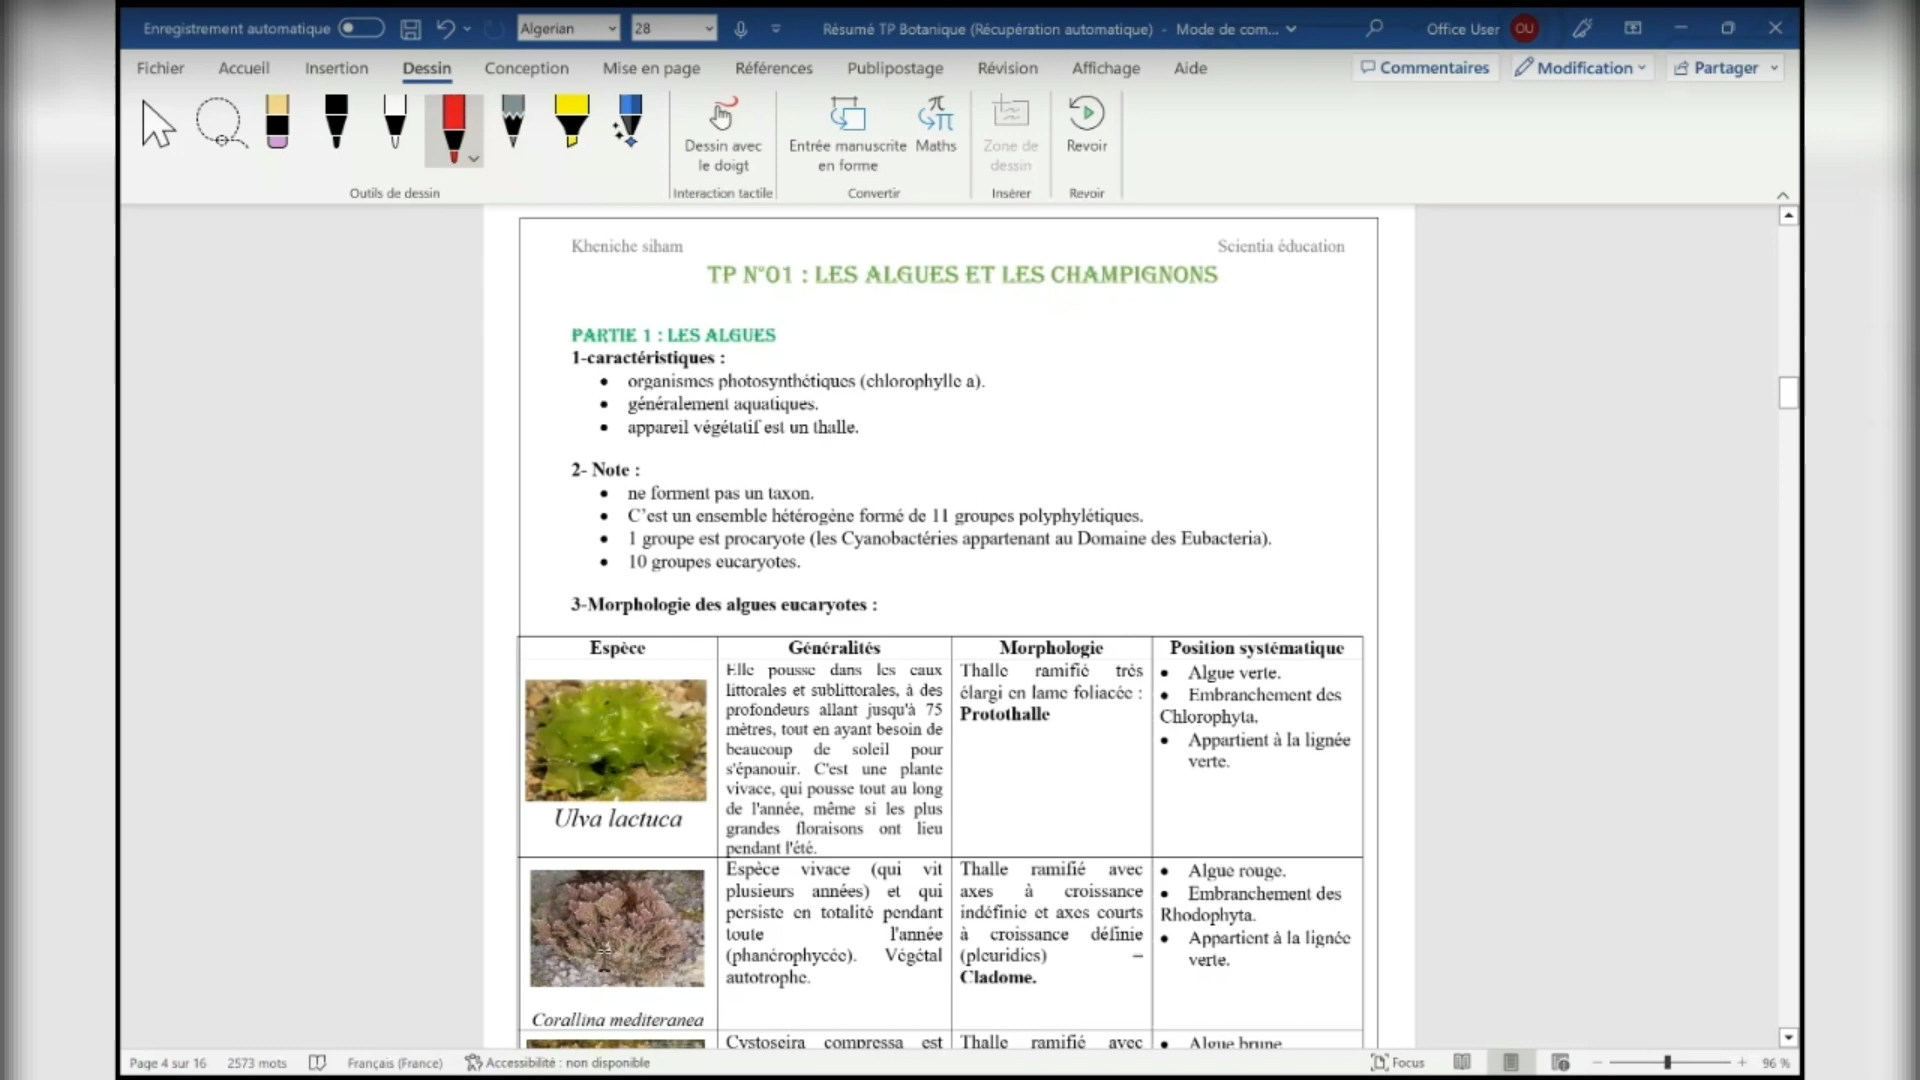 Enregistrement automatique
Algerian
28
Résumé TP Botanique (Récupération automatique) - Mode de com...
Office User
OU
Fichier Accueil Insertion Dessin Conception Mise en page Références Publipostage Révision Affichage Aide
Commentaires
Modification
Partager
Dessin avec
le doigt
Entrée manuscrite
en forme
Maths
Zone de
dessin
Revoir
Outils de dessin
Interaction tactile
Convertir
Insérer
Revoir
Kheniche siham
Scientia éducation
TP N°01 : LES ALGUES ET LES CHAMPIGNONS
PARTIE 1 : LES ALGUES
1-caractéristiques :
• organismes photosynthétiques (chlorophylle a).
• généralement aquatiques.
• appareil végétatif est un thalle.
2- Note :
• ne forment pas un taxon.
• C'est un ensemble hétérogène formé de 11 groupes polyphylétiques.
• 1 groupe est procaryote (les Cyanobactéries appartenant au Domaine des Eubacteria).
• 10 groupes eucaryotes.
3-Morphologie des algues eucaryotes :
Espèce
Généralités
Morphologie
Position systématique
Ulva lactuca
Elle pousse dans les eaux
littorales et sublittorales, à des
profondeurs allant jusqu'à 75
mètres, tout en ayant besoin de
beaucoup de soleil pour
s'épanouir. C'est une plante
vivace, qui pousse tout au long
de l'année, même si les plus
grandes floraisons ont lieu
pendant l'été.
Thalle ramifié très
élargi en lame foliacée :
Protothalle
• Algue verte.
• Embranchement des
Chlorophyta.
• Appartient à la lignée
verte.
Corallina mediteranea
Espèce vivace (qui vit
plusieurs années) et qui
persiste en totalité pendant
toute l'année
(phanérophycée). Végétal
autotrophe.
Thalle ramifié avec
axes à croissance
indéfinie et axes courts
à croissance définie
(pleuridies) –
Cladome.
• Algue rouge.
• Embranchement des
Rhodophyta.
• Appartient à la lignée
verte.
Cystoseira compressa est
Thalle ramifié avec
• Algue brune
Page 4 sur 16
2573 mots
Français (France)
Accessibilité : non disponible
Focus
96 %